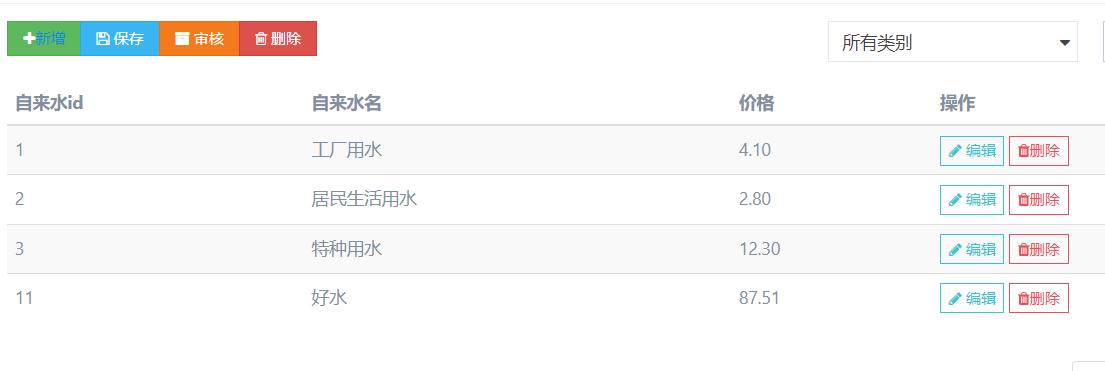 新增 保存 审核 删除 所有类别
自来水id 自来水名 价格 操作
1 工厂用水 4.10 编辑 删除
2 居民生活用水 2.80 编辑 删除
3 特种用水 12.30 编辑 删除
11 好水 87.51 编辑 删除